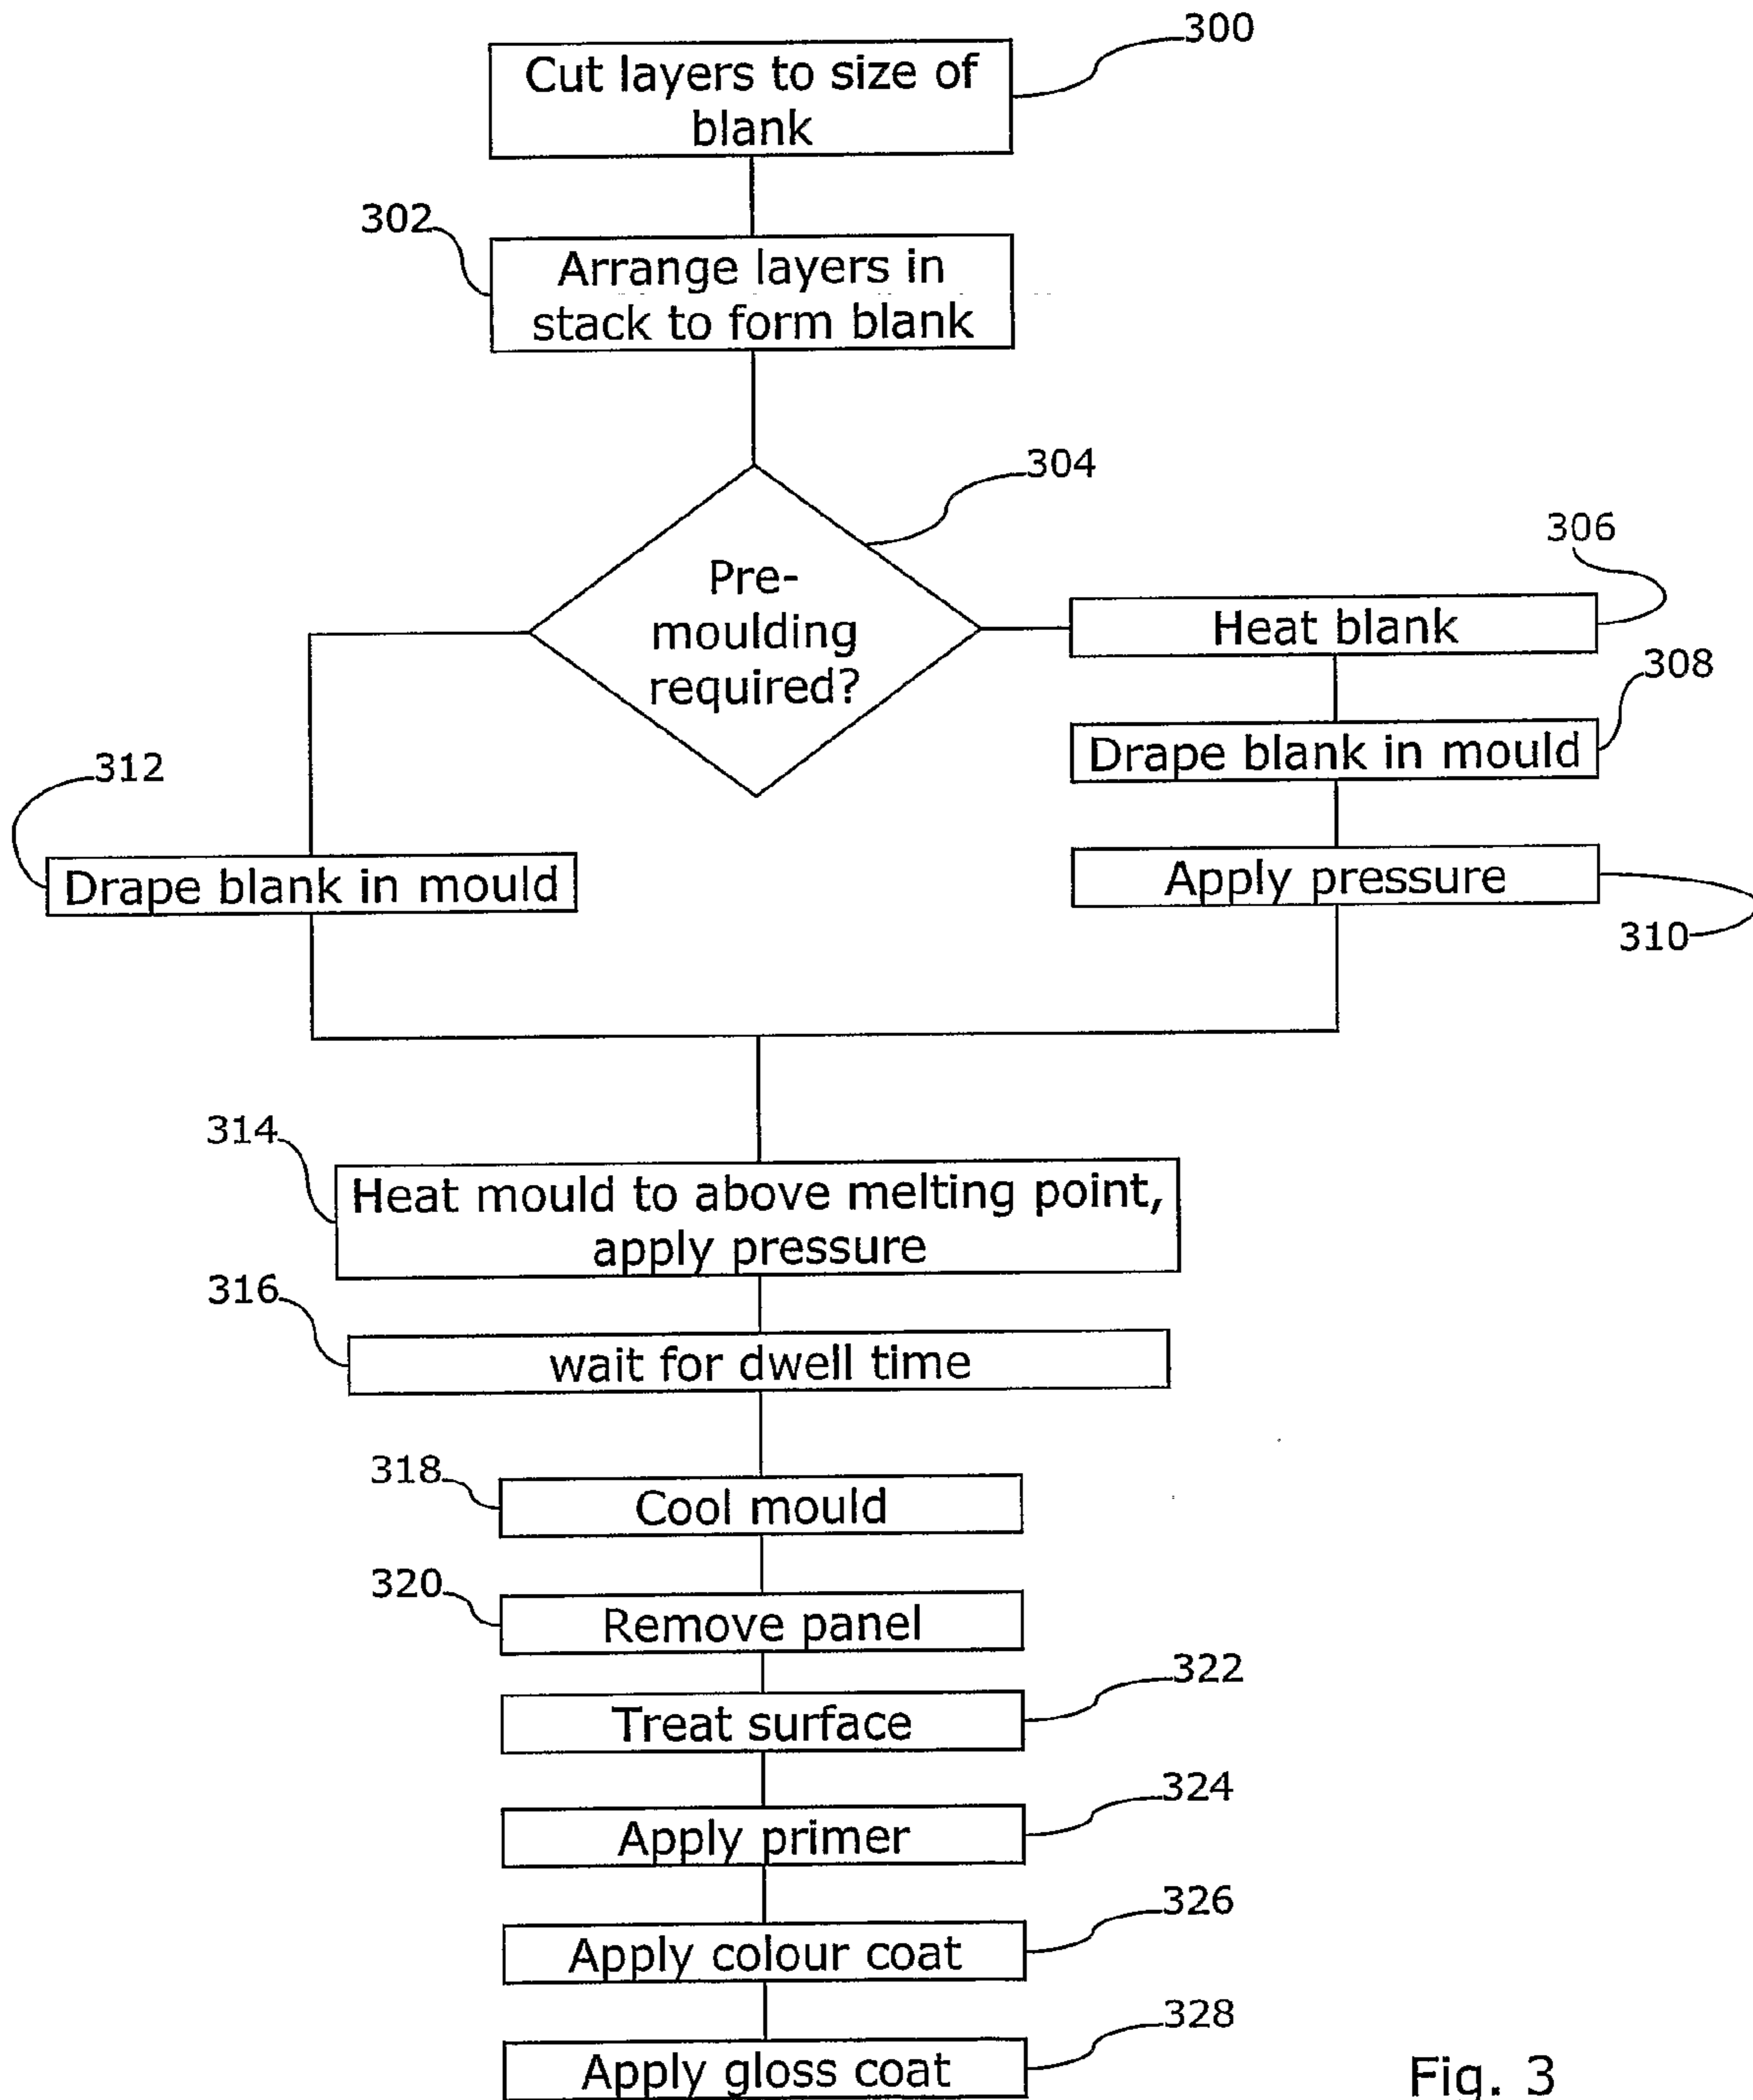 300
Cut layers to size of
blank
302
Arrange layers in
stack to form blank
304
Pre-
moulding
required?
306
Heat blank
308
Drape blank in mould
312
Drape blank in mould
Apply pressure
310
314
Heat mould to above melting point,
apply pressure
316
wait for dwell time
318
Cool mould
320
Remove panel
322
Treat surface
324
Apply primer
326
Apply colour coat
328
Apply gloss coat
Fig. 3